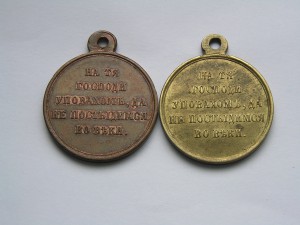 НА ТЯ
ГОСПОДИ
УПОВАХОМЪ, ДА
НЕ ПОСТЫДИМСЯ
ВО ВѢКИ.
НА ТЯ
ГОСПОДИ
УПОВАХОМЪ, ДА
НЕ ПОСТЫДИМСЯ
ВО ВѢКИ.